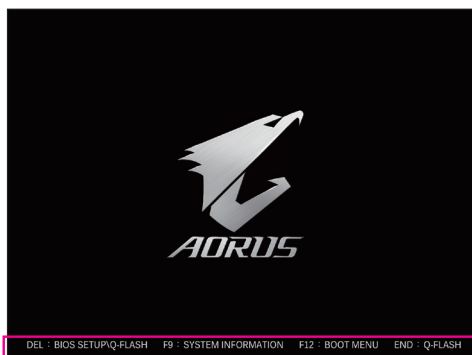 AORUS
DEL : BIOS SETUP\Q-FLASH F9 : SYSTEM INFORMATION F12 : BOOT MENU END : Q-FLASH